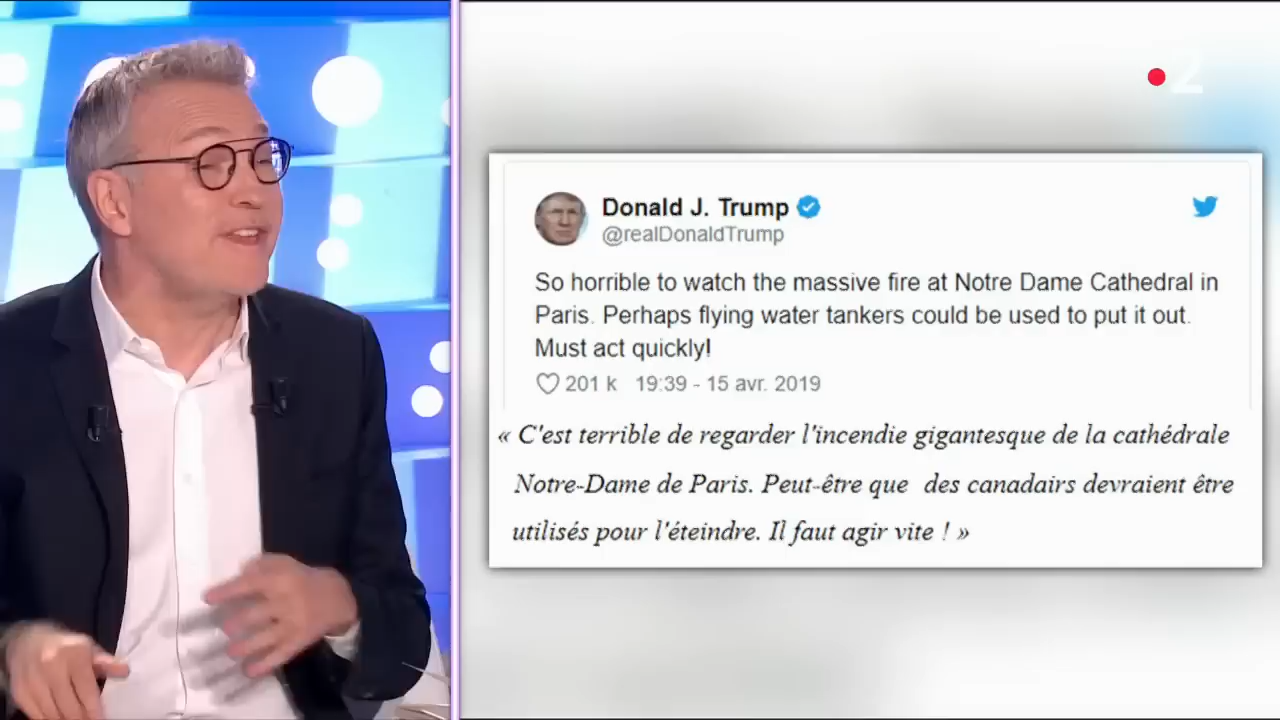 2
Donald J. Trump
@realDonaldTrump
So horrible to watch the massive fire at Notre Dame Cathedral in
Paris. Perhaps flying water tankers could be used to put it out.
Must act quickly!
201 k 19:39 - 15 avr. 2019
« C'est terrible de regarder l'incendie gigantesque de la cathédrale
Notre-Dame de Paris. Peut-être que des canadairs devraient être
utilisés pour l'éteindre. Il faut agir vite ! »